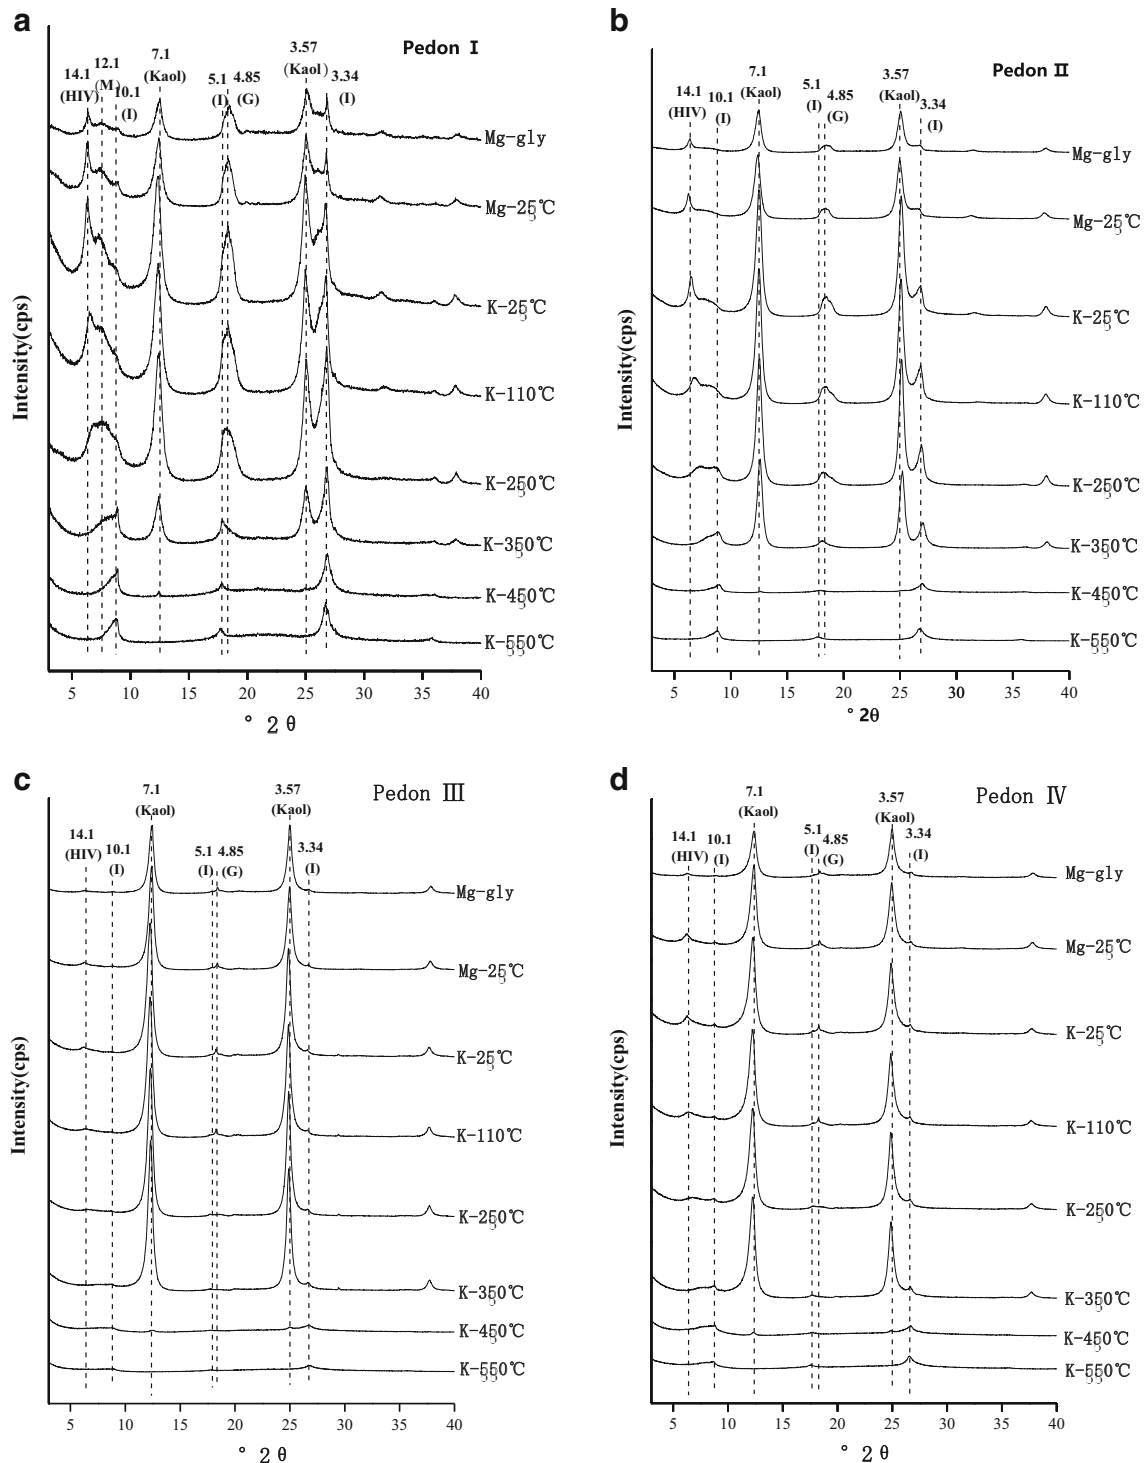 a
Pedon Ⅰ
14.1
(HIV)
12.1
(M)
10.1
(I)
7.1
(Kaol)
5.1
(I)
4.85
(G)
3.57
(Kaol)
3.34
(I)
Mg-gly
Mg-25℃
K-25℃
K-110℃
K-250℃
K-350℃
K-450℃
K-550℃
Intensity(cps)
5 10 15 20 25 30 35 40
° 2 θ
b
Pedon Ⅱ
14.1
(HIV)
10.1
(I)
7.1
(Kaol)
5.1
(I)
4.85
(G)
3.57
(Kaol)
3.34
(I)
Mg-gly
Mg-25℃
K-25℃
K-110℃
K-250℃
K-350℃
K-450℃
K-550℃
Intensity(cps)
5 10 15 20 25 30 35 40
° 2θ
c
Pedon Ⅲ
14.1
(HIV)
10.1
(I)
7.1
(Kaol)
5.1
(I)
4.85
(G)
3.57
(Kaol)
3.34
(I)
Mg-gly
Mg-25℃
K-25℃
K-110℃
K-250℃
K-350℃
K-450℃
K-550℃
Intensity(cps)
5 10 15 20 25 30 35 40
° 2 θ
d
Pedon Ⅳ
14.1
(HIV)
10.1
(I)
7.1
(Kaol)
5.1
(I)
4.85
(G)
3.57
(Kaol)
3.34
(I)
Mg-gly
Mg-25℃
K-25℃
K-110℃
K-250℃
K-350℃
K-450℃
K-550℃
Intensity(cps)
5 10 15 20 25 30 35 40
° 2 θ